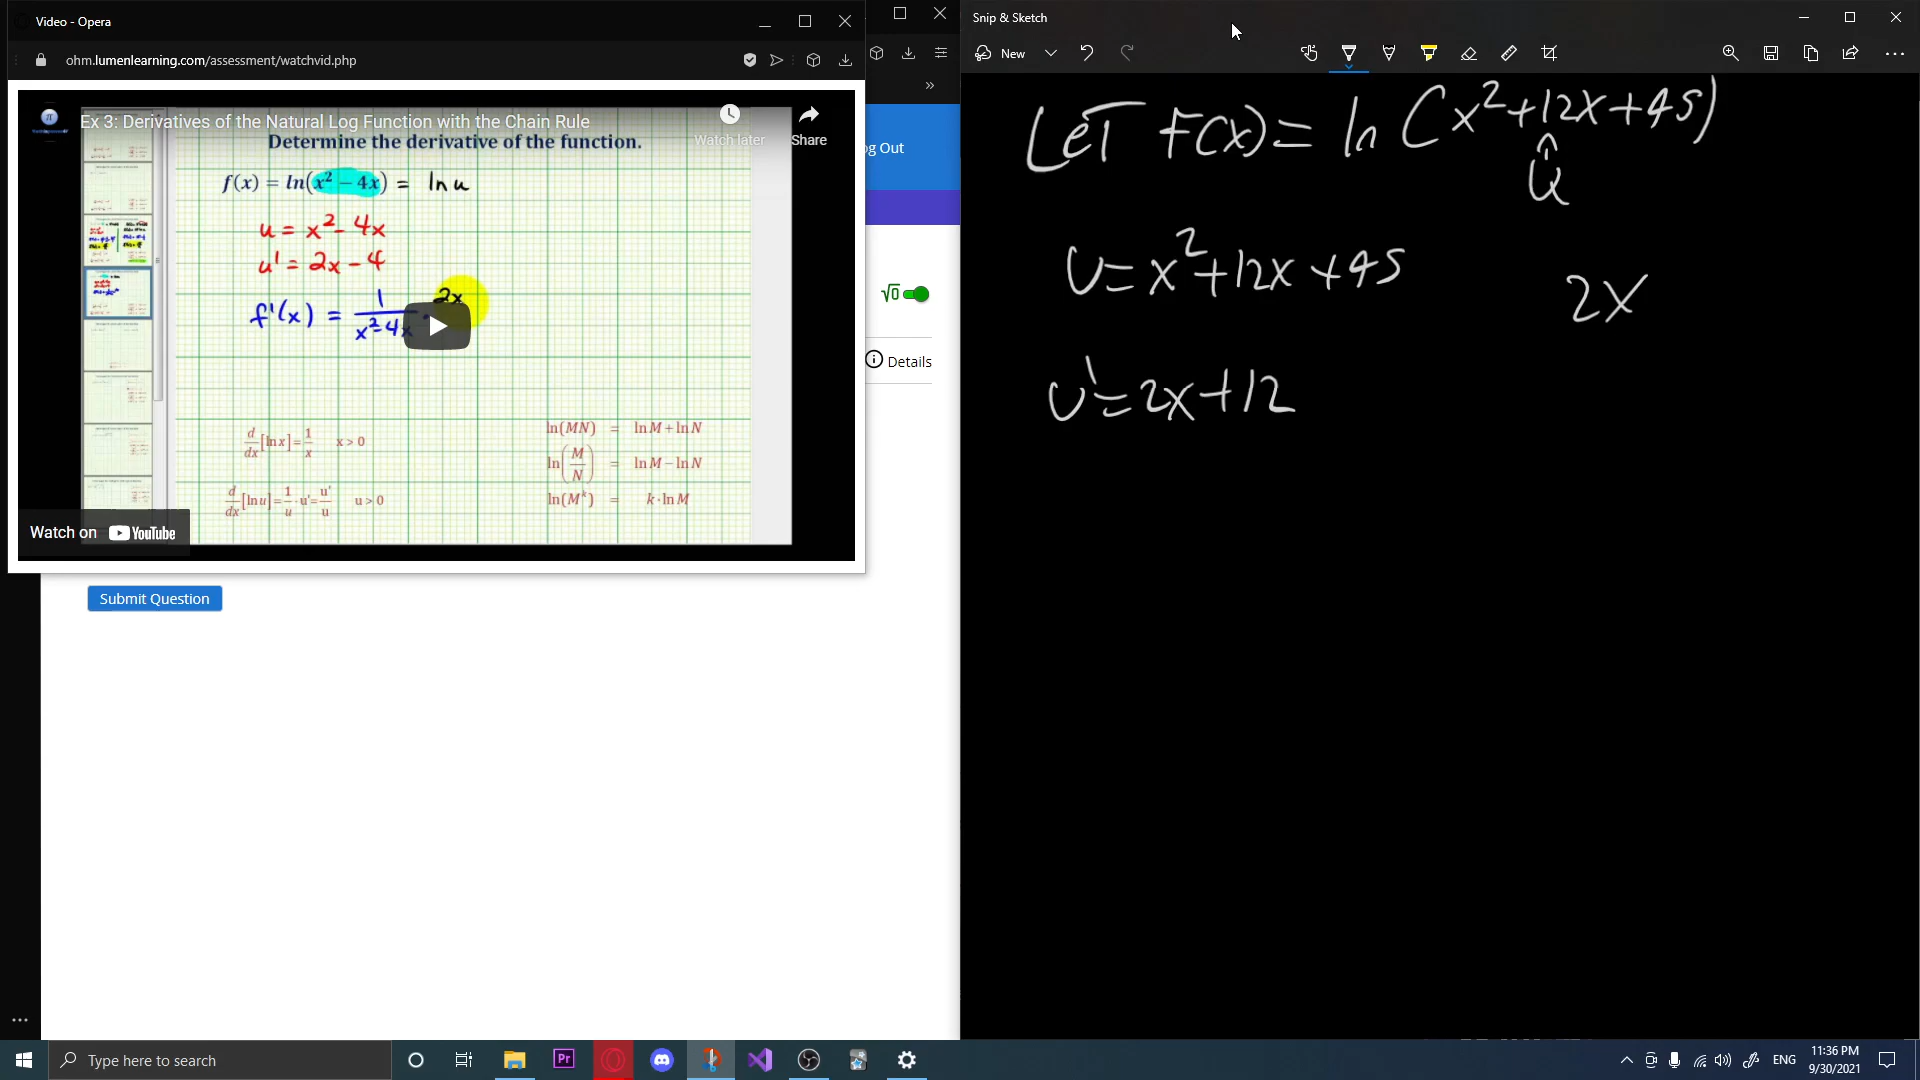 Video - Opera
ohm.lumenlearning.com/assessment/watchvid.php
Ex 3: Derivatives of the Natural Log Function with the Chain Rule
Watch later
Share
Determine the derivative of the function.
f(x) = ln(x² − 4x) = ln u
u = x² - 4x
u' = 2x - 4
f'(x) = 1/(x²-4x) · 2x
d/dx [ln x] = 1/x x > 0
d/dx [ln u] = 1/u · u' = u'/u u > 0
ln(MN) = ln M + ln N
ln(M/N) = ln M − ln N
ln(Mᵏ) = k·ln M
Watch on YouTube
og Out
√0
Details
Submit Question
Snip & Sketch
New
LET F(x) = ln (x²+12x+45)
U
U = x²+12x+45
2X
U' = 2x+12
Type here to search
Pr
ENG
11:36 PM
9/30/2021